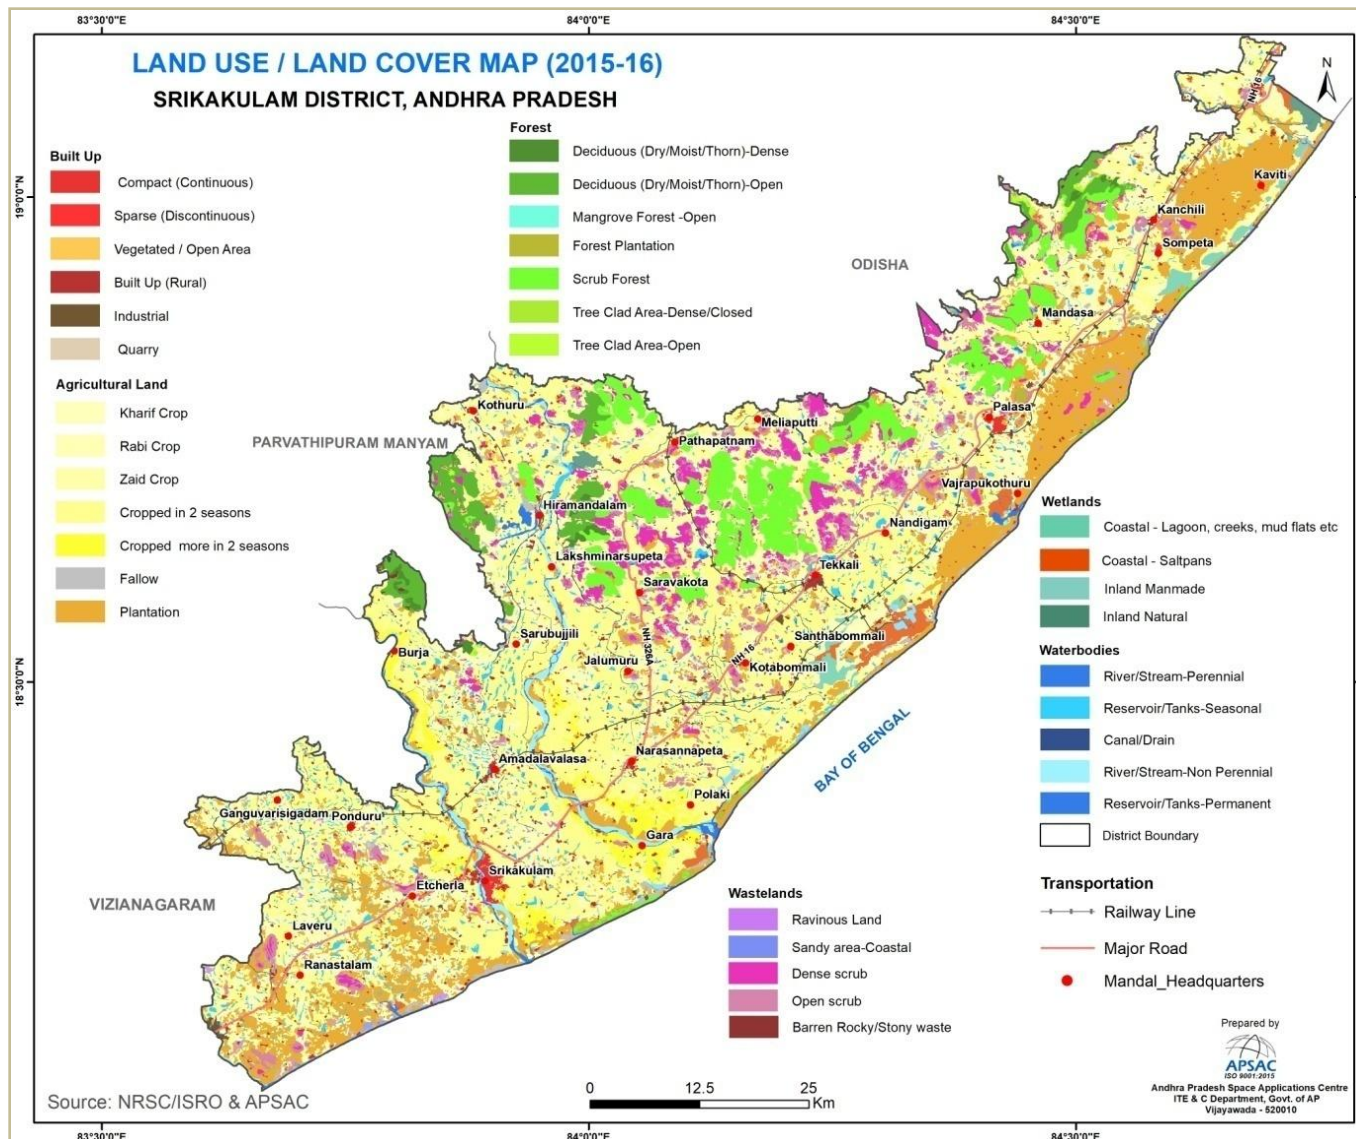 83°30'0"E
84°0'0"E
84°30'0"E
LAND USE / LAND COVER MAP (2015-16)
SRIKAKULAM DISTRICT, ANDHRA PRADESH
N
Built Up
Compact (Continuous)
Sparse (Discontinuous)
Vegetated / Open Area
Built Up (Rural)
Industrial
Quarry
Agricultural Land
Kharif Crop
Rabi Crop
Zaid Crop
Cropped in 2 seasons
Cropped more in 2 seasons
Fallow
Plantation
Forest
Deciduous (Dry/Moist/Thorn)-Dense
Deciduous (Dry/Moist/Thorn)-Open
Mangrove Forest -Open
Forest Plantation
Scrub Forest
Tree Clad Area-Dense/Closed
Tree Clad Area-Open
19°0'0"N
18°30'0"N
NH 16
Kaviti
Kanchili
Sompeta
ODISHA
Mandasa
Palasa
Kothuru
Meliaputti
PARVATHIPURAM MANYAM
Pathapatnam
Vajrapukothuru
Hiramandalam
Nandigam
Lakshminarsupeta
Tekkali
Saravakota
Sarubujjili
Santhabommali
Burja
NH 326A
NH 16
Jalumuru
Kotabommali
BAY OF BENGAL
Amadalavalasa
Narasannapeta
Polaki
Ganguvarisigadam
Ponduru
Gara
Srikakulam
Etcherla
VIZIANAGARAM
Laveru
Ranastalam
Wetlands
Coastal - Lagoon, creeks, mud flats etc
Coastal - Saltpans
Inland Manmade
Inland Natural
Waterbodies
River/Stream-Perennial
Reservoir/Tanks-Seasonal
Canal/Drain
River/Stream-Non Perennial
Reservoir/Tanks-Permanent
District Boundary
Transportation
Railway Line
Major Road
Mandal_Headquarters
Wastelands
Ravinous Land
Sandy area-Coastal
Dense scrub
Open scrub
Barren Rocky/Stony waste
Prepared by
APSAC
ISO 9001:2015
Andhra Pradesh Space Applications Centre
ITE & C Department, Govt. of AP
Vijayawada - 520010
0 12.5 25
Km
Source: NRSC/ISRO & APSAC
83°30'0"E
84°0'0"E
84°30'0"E